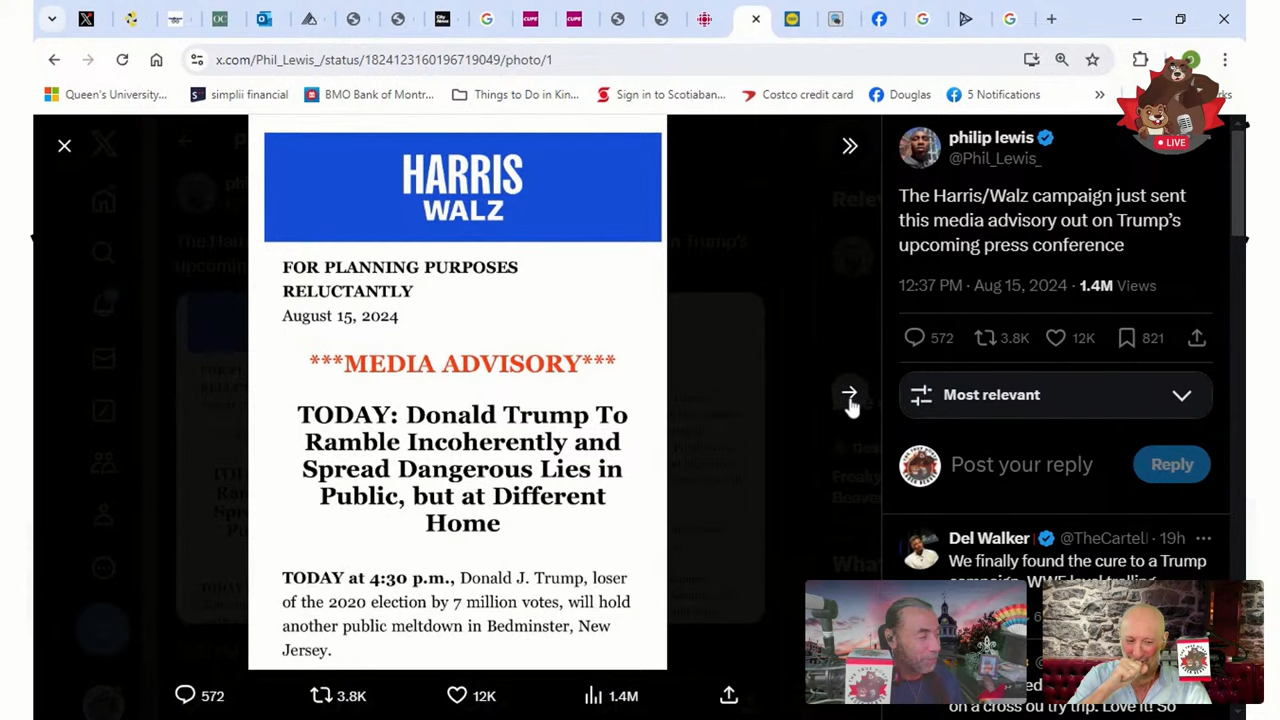 x.com/Phil_Lewis_/status/1824123160196719049/photo/1
Queen's University...
simplii financial
BMO Bank of Montr...
Things to Do in Kin...
Sign in to Scotiaban...
Costco credit card
Douglas
5 Notifications
LIVE
HARRIS
WALZ
FOR PLANNING PURPOSES
RELUCTANTLY
August 15, 2024
***MEDIA ADVISORY***
TODAY: Donald Trump To
Ramble Incoherently and
Spread Dangerous Lies in
Public, but at Different
Home
TODAY at 4:30 p.m., Donald J. Trump, loser
of the 2020 election by 7 million votes, will hold
another public meltdown in Bedminster, New
Jersey.
572 3.8K 12K 1.4M
philip lewis
@Phil_Lewis_
The Harris/Walz campaign just sent
this media advisory out on Trump's
upcoming press conference
12:37 PM · Aug 15, 2024 · 1.4M Views
572 3.8K 12K 821
Most relevant
Post your reply
Reply
Del Walker @TheCartell · 19h
We finally found the cure to a Trump